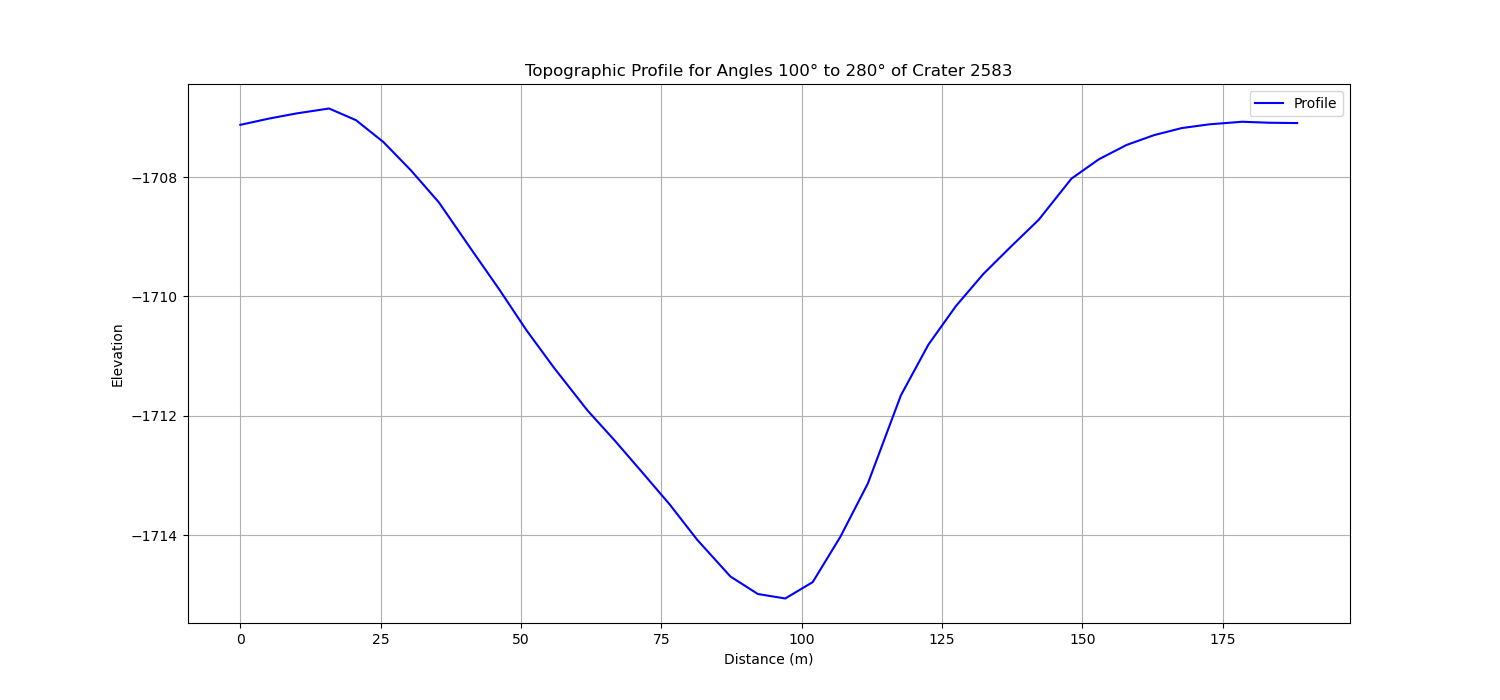 Topographic Profile for Angles 100° to 280° of Crater 2583
Profile
−1708
−1710
−1712
−1714
Elevation
0 25 50 75 100 125 150 175
Distance (m)